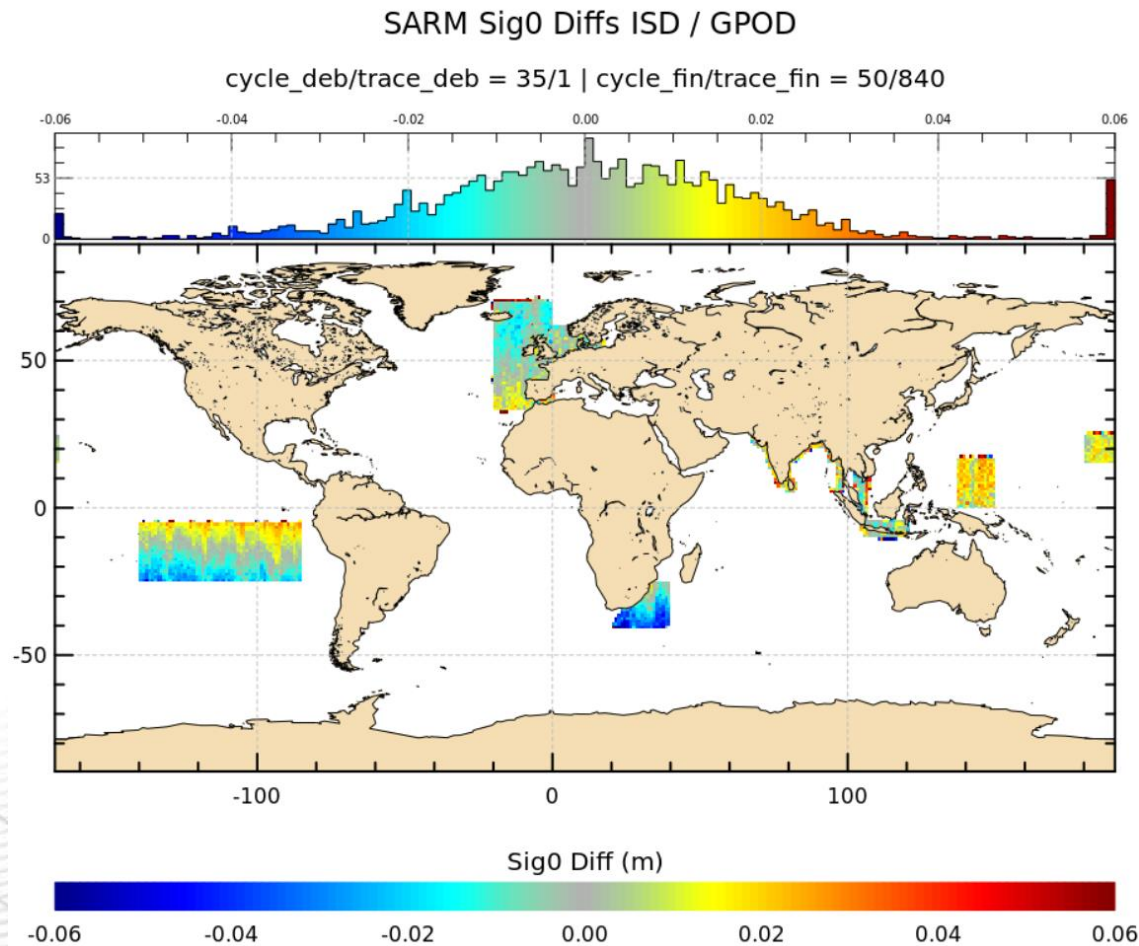 SARM Sig0 Diffs ISD / GPOD
cycle_deb/trace_deb = 35/1 | cycle_fin/trace_fin = 50/840
-0.06 -0.04 -0.02 0.00 0.02 0.04 0.06
53
0
50
0
-50
-100 0 100
Sig0 Diff (m)
-0.06 -0.04 -0.02 0.00 0.02 0.04 0.06